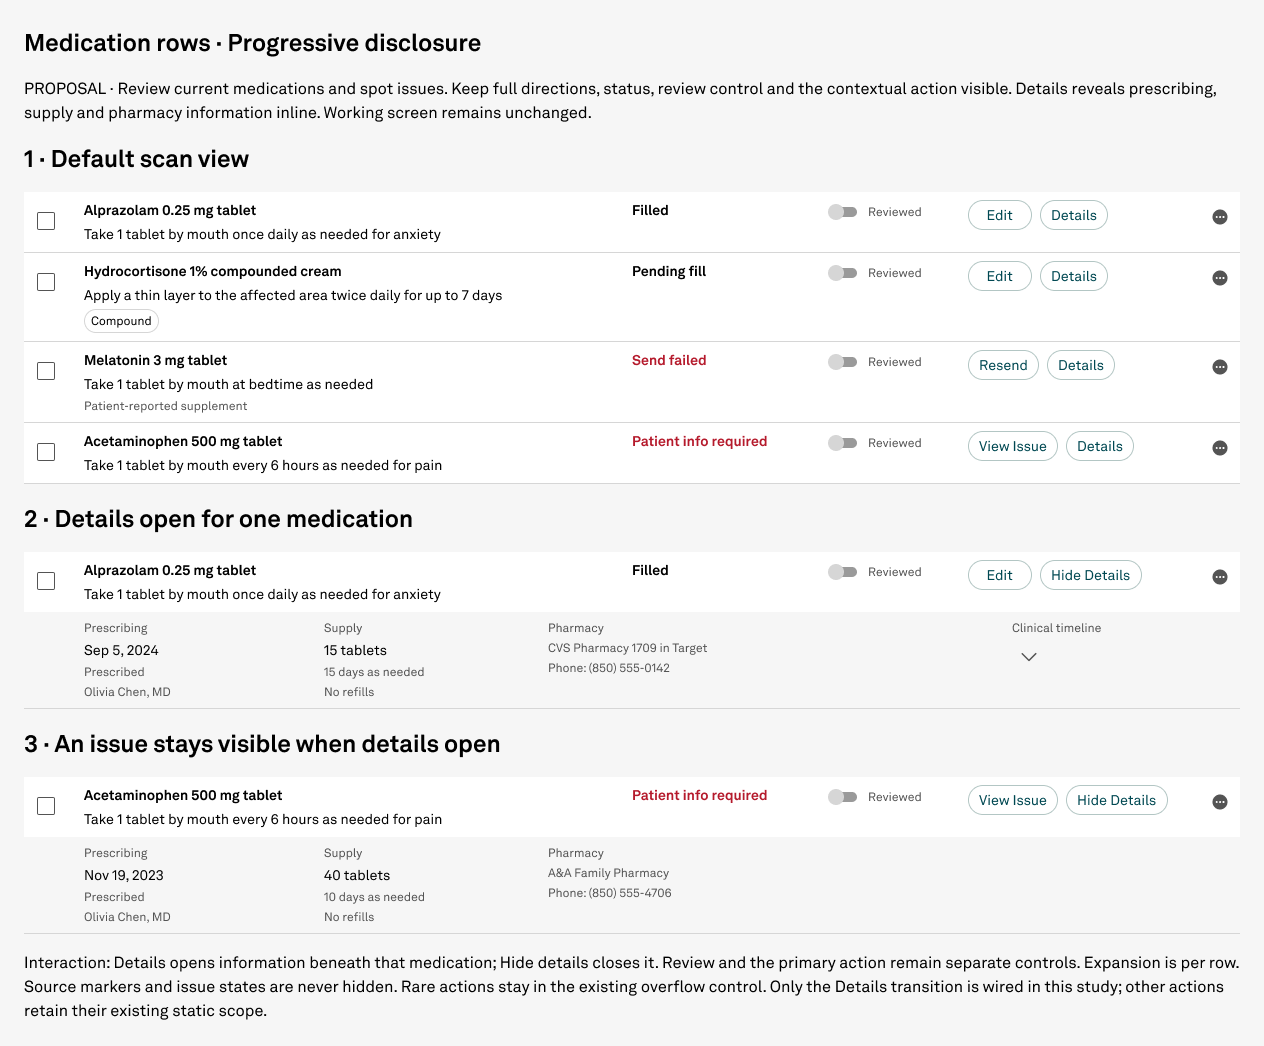 Medication rows · Progressive disclosure
PROPOSAL · Review current medications and spot issues. Keep full directions, status, review control and the contextual action visible. Details reveals prescribing,
supply and pharmacy information inline. Working screen remains unchanged.
1 · Default scan view
Alprazolam 0.25 mg tablet
Take 1 tablet by mouth once daily as needed for anxiety
Filled
Reviewed
Edit
Details
Hydrocortisone 1% compounded cream
Apply a thin layer to the affected area twice daily for up to 7 days
Compound
Pending fill
Reviewed
Edit
Details
Melatonin 3 mg tablet
Take 1 tablet by mouth at bedtime as needed
Patient-reported supplement
Send failed
Reviewed
Resend
Details
Acetaminophen 500 mg tablet
Take 1 tablet by mouth every 6 hours as needed for pain
Patient info required
Reviewed
View Issue
Details
2 · Details open for one medication
Alprazolam 0.25 mg tablet
Take 1 tablet by mouth once daily as needed for anxiety
Filled
Reviewed
Edit
Hide Details
Prescribing
Sep 5, 2024
Prescribed
Olivia Chen, MD
Supply
15 tablets
15 days as needed
No refills
Pharmacy
CVS Pharmacy 1709 in Target
Phone: (850) 555-0142
Clinical timeline
3 · An issue stays visible when details open
Acetaminophen 500 mg tablet
Take 1 tablet by mouth every 6 hours as needed for pain
Patient info required
Reviewed
View Issue
Hide Details
Prescribing
Nov 19, 2023
Prescribed
Olivia Chen, MD
Supply
40 tablets
10 days as needed
No refills
Pharmacy
A&A Family Pharmacy
Phone: (850) 555-4706
Interaction: Details opens information beneath that medication; Hide details closes it. Review and the primary action remain separate controls. Expansion is per row.
Source markers and issue states are never hidden. Rare actions stay in the existing overflow control. Only the Details transition is wired in this study; other actions
retain their existing static scope.